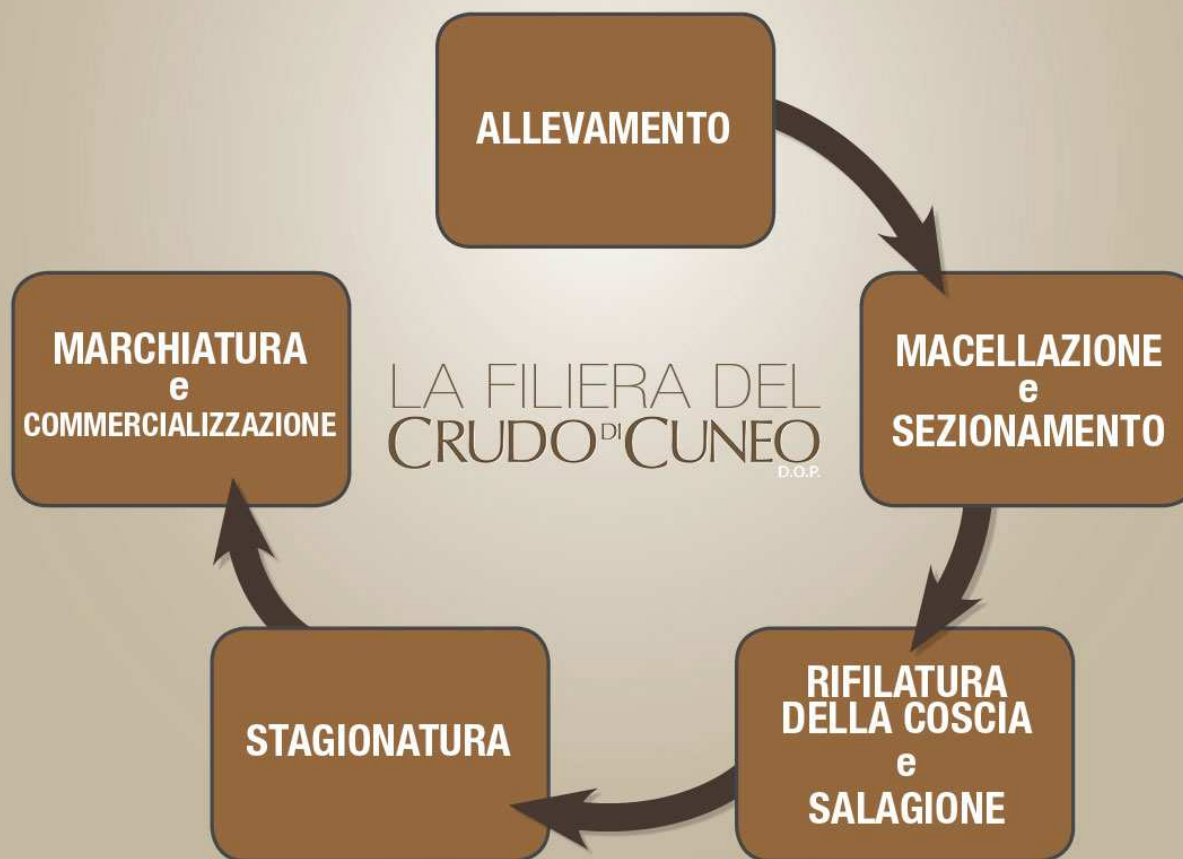 ALLEVAMENTO
MACELLAZIONE
e
SEZIONAMENTO
RIFILATURA
DELLA COSCIA
e
SALAGIONE
STAGIONATURA
MARCHIATURA
e
COMMERCIALIZZAZIONE
LA FILIERA DEL
CRUDO DI CUNEO
D.O.P.